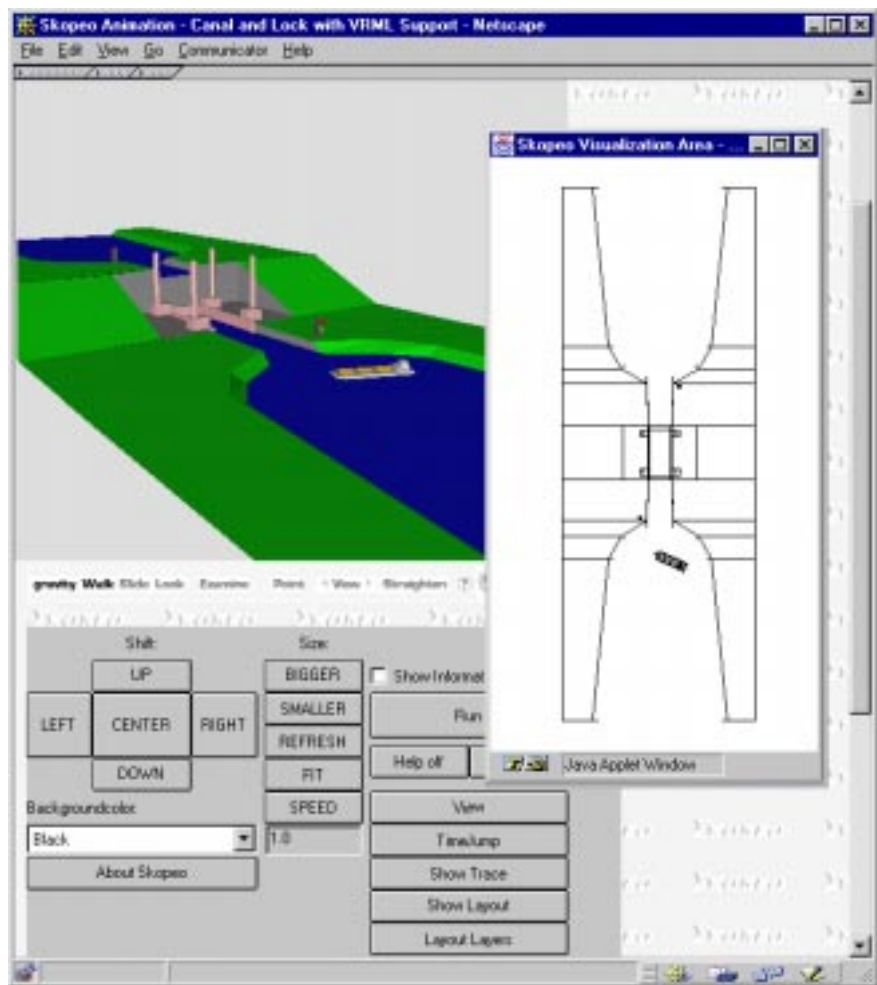 Skopeo Animation - Canal and Lock with VRML Support - Netscape
File Edit View Go Communicator Help
Skopeo Visualization Area - ...
gravity Walk Slide Look Examine Point View Straighten ?
Shift: Size:
UP BIGGER Show Informat
LEFT CENTER RIGHT SMALLER Run
REFRESH
DOWN FIT Help off
Java Applet Window
Backgroundcolor: SPEED View
Black 1.0 TimeJump
About Skopeo Show Trace
Show Layout
Layout Layers